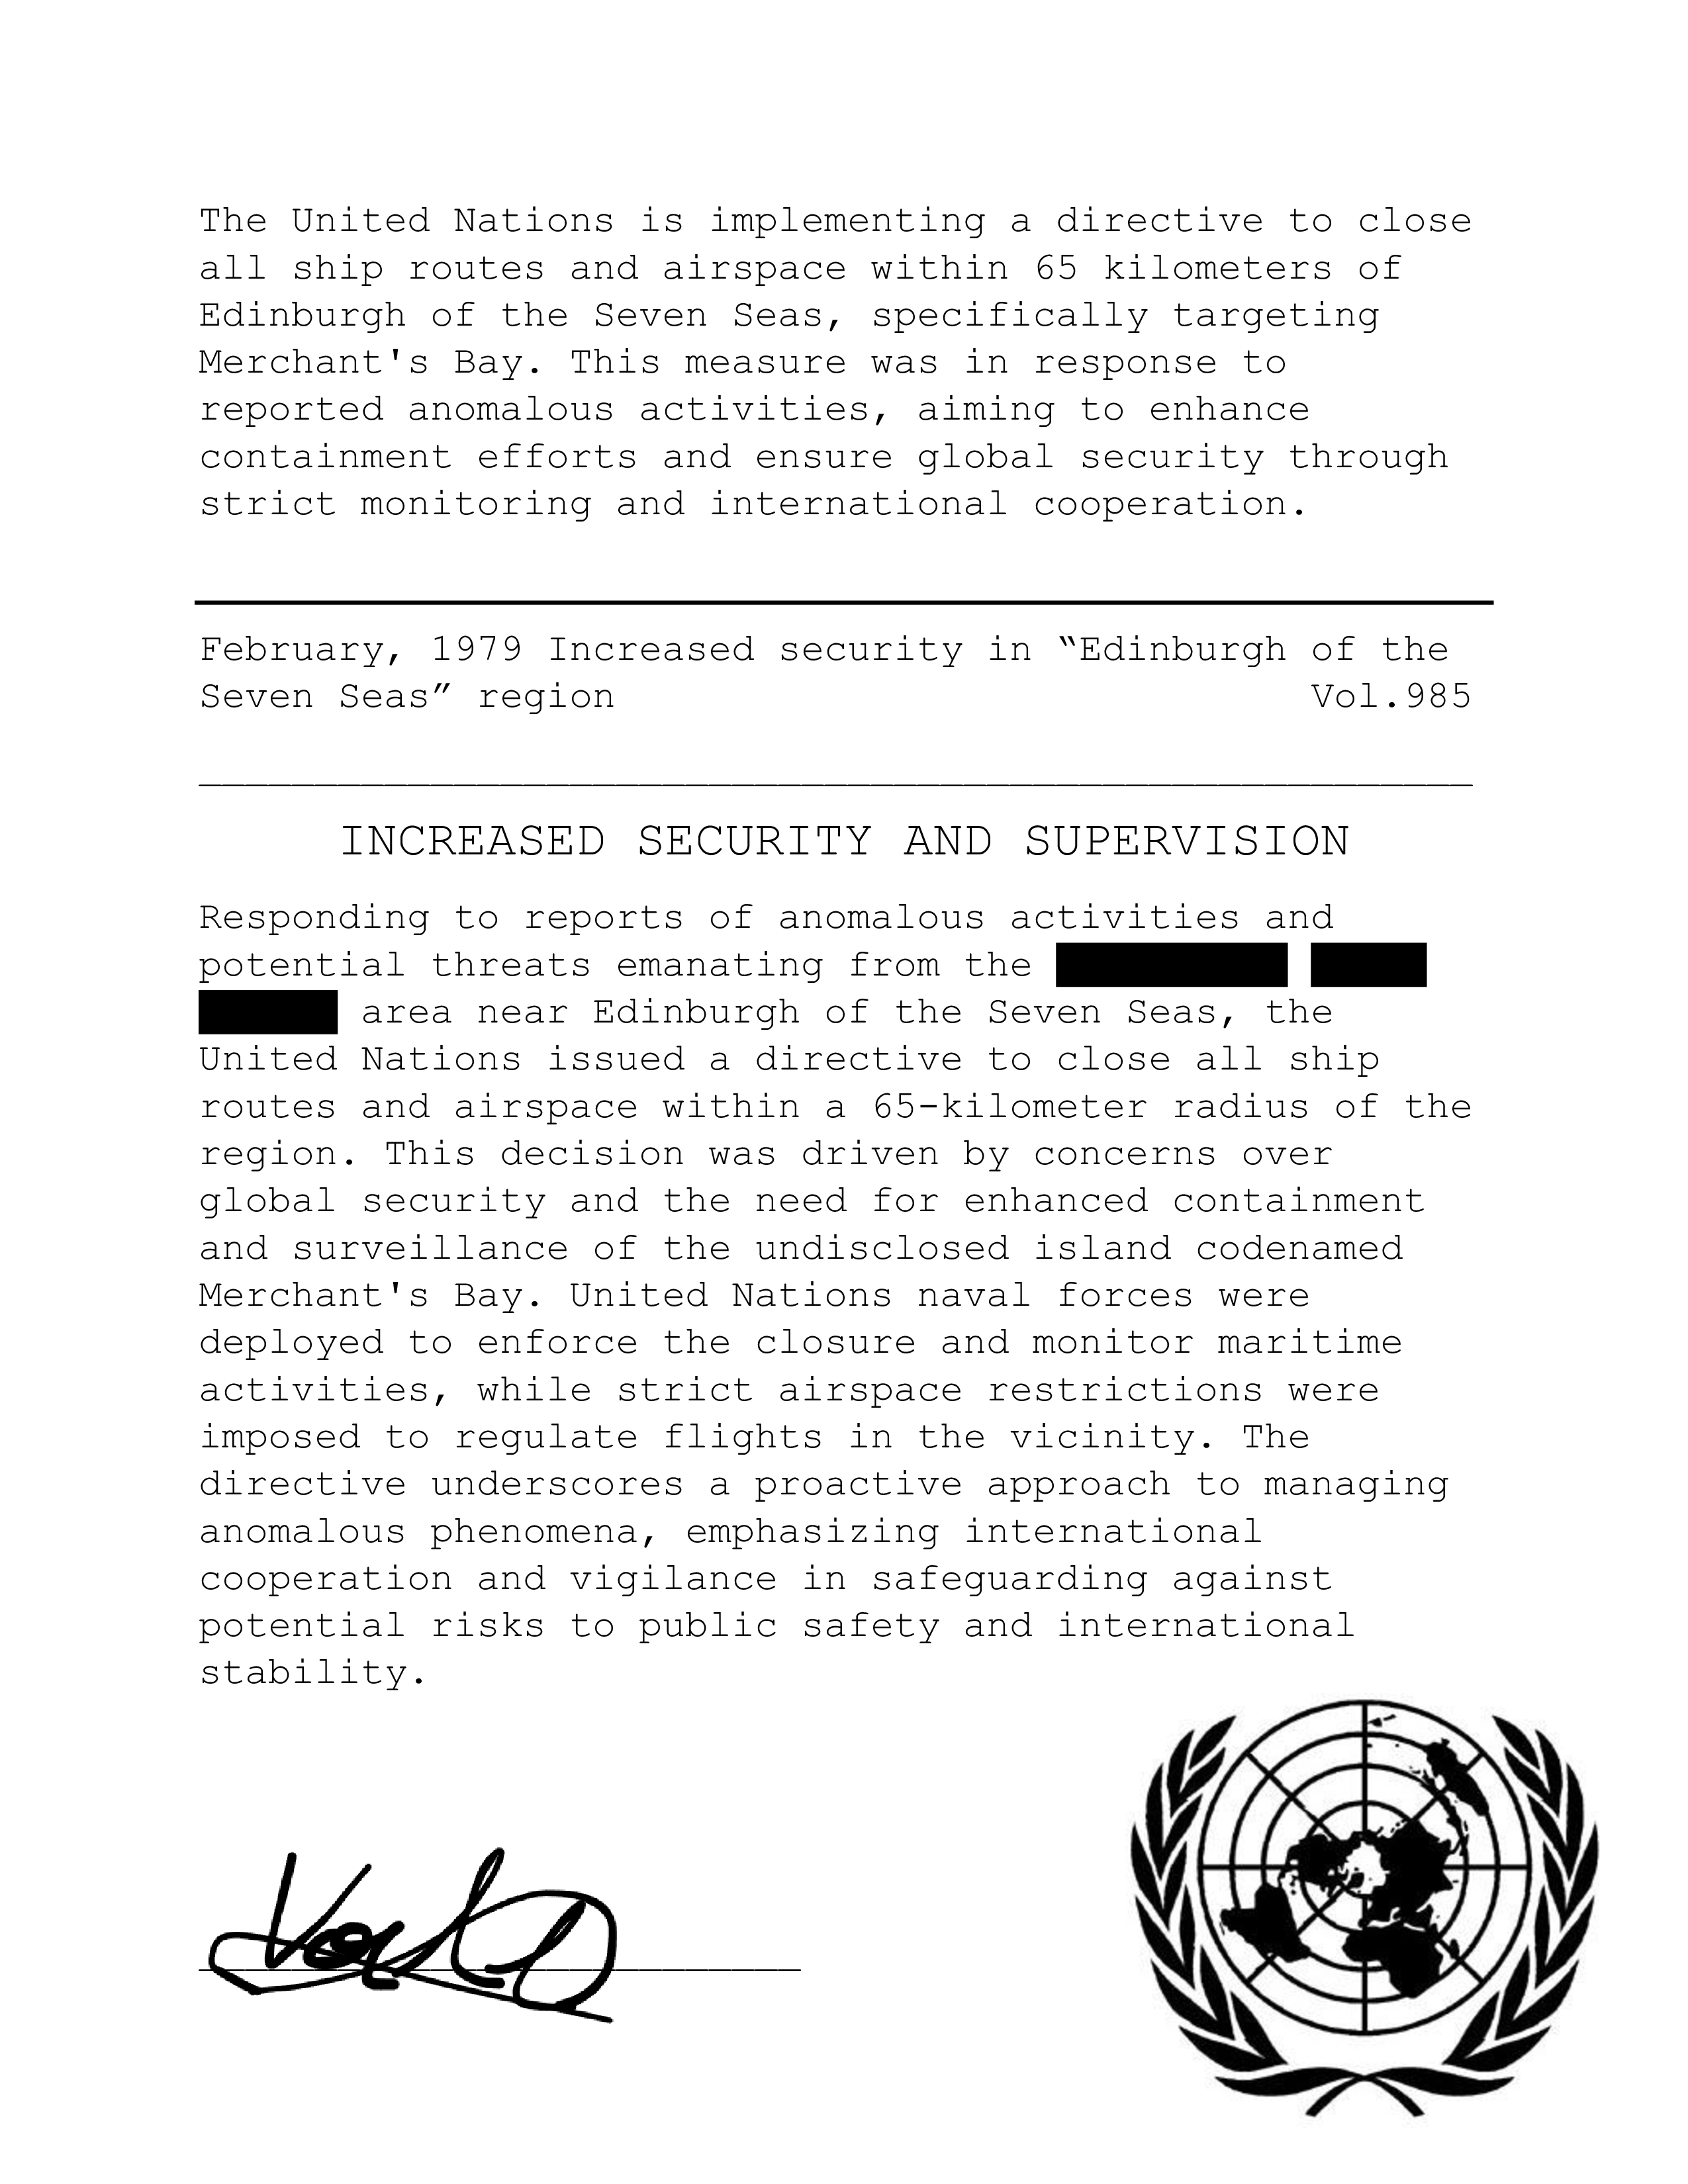 The United Nations is implementing a directive to close
all ship routes and airspace within 65 kilometers of
Edinburgh of the Seven Seas, specifically targeting
Merchant's Bay. This measure was in response to
reported anomalous activities, aiming to enhance
containment efforts and ensure global security through
strict monitoring and international cooperation.
February, 1979 Increased security in “Edinburgh of the
Seven Seas” region Vol.985
INCREASED SECURITY AND SUPERVISION
Responding to reports of anomalous activities and
potential threats emanating from the
area near Edinburgh of the Seven Seas, the
United Nations issued a directive to close all ship
routes and airspace within a 65-kilometer radius of the
region. This decision was driven by concerns over
global security and the need for enhanced containment
and surveillance of the undisclosed island codenamed
Merchant's Bay. United Nations naval forces were
deployed to enforce the closure and monitor maritime
activities, while strict airspace restrictions were
imposed to regulate flights in the vicinity. The
directive underscores a proactive approach to managing
anomalous phenomena, emphasizing international
cooperation and vigilance in safeguarding against
potential risks to public safety and international
stability.